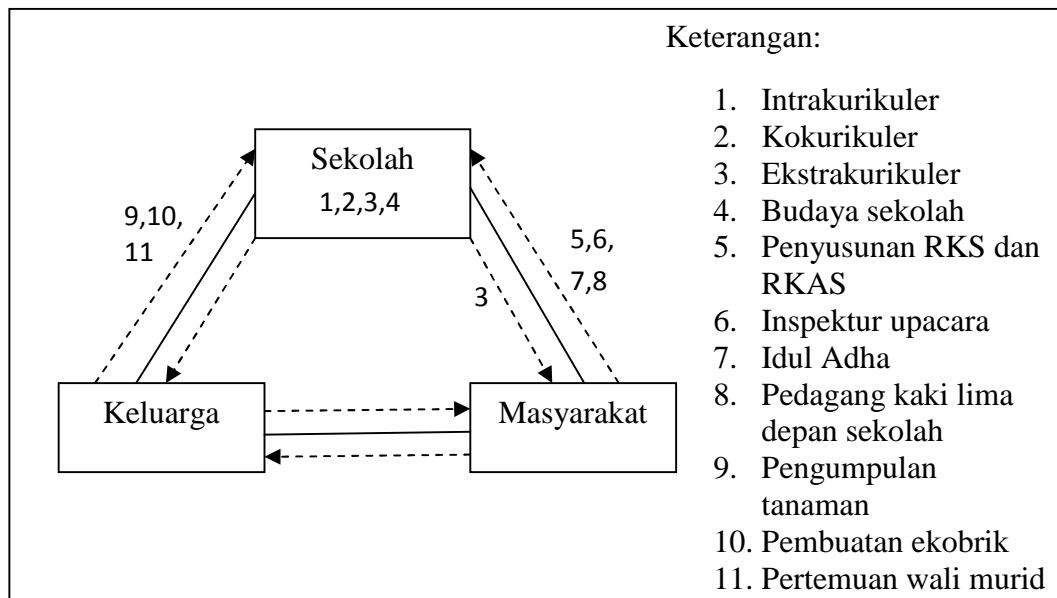 Keterangan:
1. Intrakurikuler
2. Kokurikuler
3. Ekstrakurikuler
4. Budaya sekolah
5. Penyusunan RKS dan
RKAS
6. Inspektur upacara
7. Idul Adha
8. Pedagang kaki lima
depan sekolah
9. Pengumpulan
tanaman
10. Pembuatan ekobrik
11. Pertemuan wali murid
Sekolah
1,2,3,4
9,10,
11
5,6,
7,8
3
Keluarga
Masyarakat